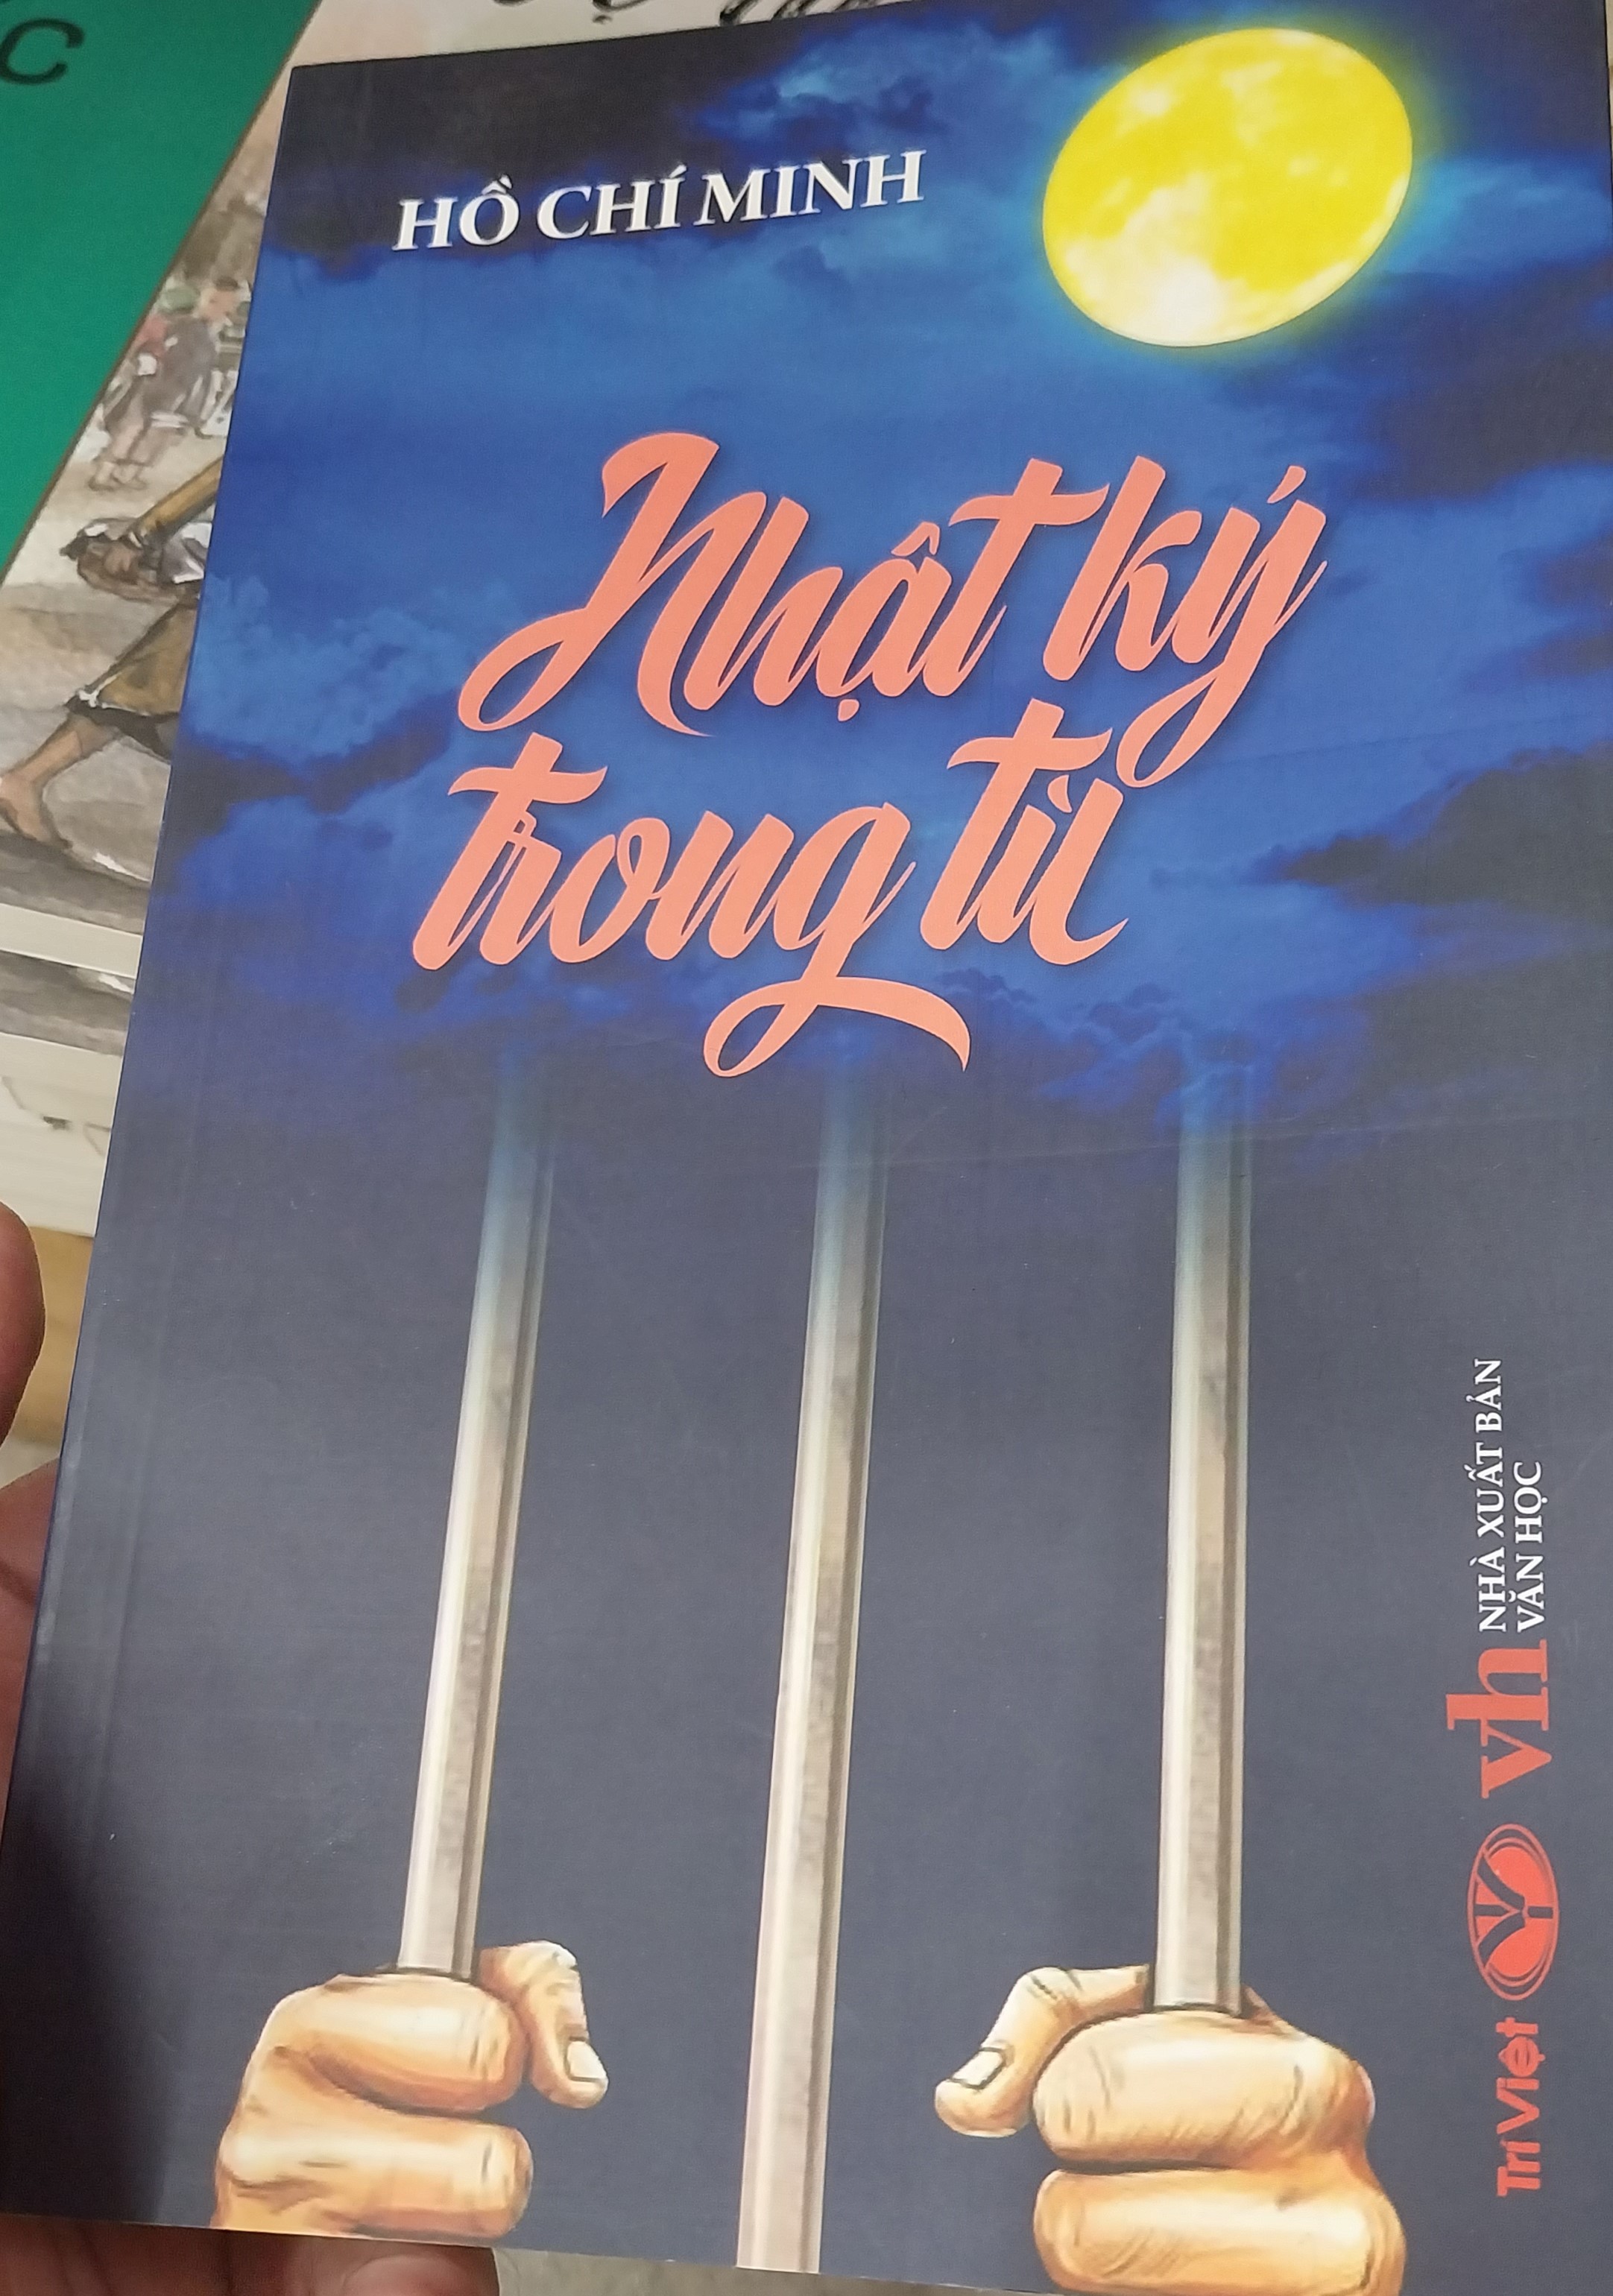 HỒ CHÍ MINH
Nhật ký
trong tù
NHÀ XUẤT BẢN
VĂN HỌC
vh
Trí Việt